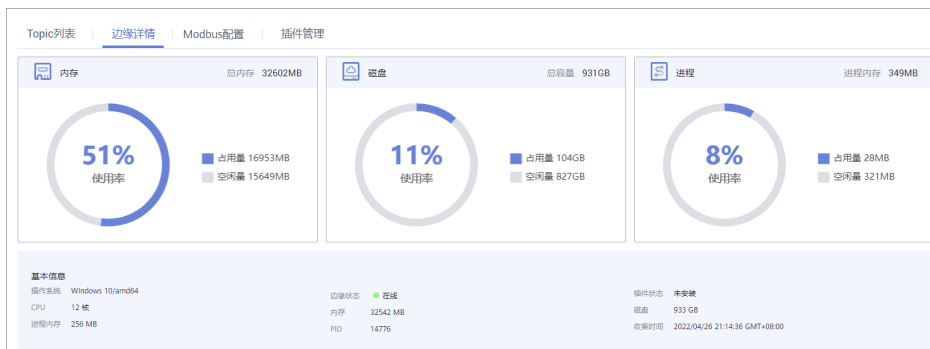 Topic列表 边缘详情 Modbus配置 插件管理
内存 总内存 32602MB
51%
使用率
占用量 16953MB
空闲量 15649MB
磁盘 总容量 931GB
11%
使用率
占用量 104GB
空闲量 827GB
进程 进程内存 349MB
8%
使用率
占用量 28MB
空闲量 321MB
基本信息
操作系统 Windows 10/amd64
CPU 12 核
进程内存 256 MB
边缘状态 在线
内存 32542 MB
PID 14776
插件状态 未安装
磁盘 933 GB
收集时间 2022/04/26 21:14:36 GMT+08:00